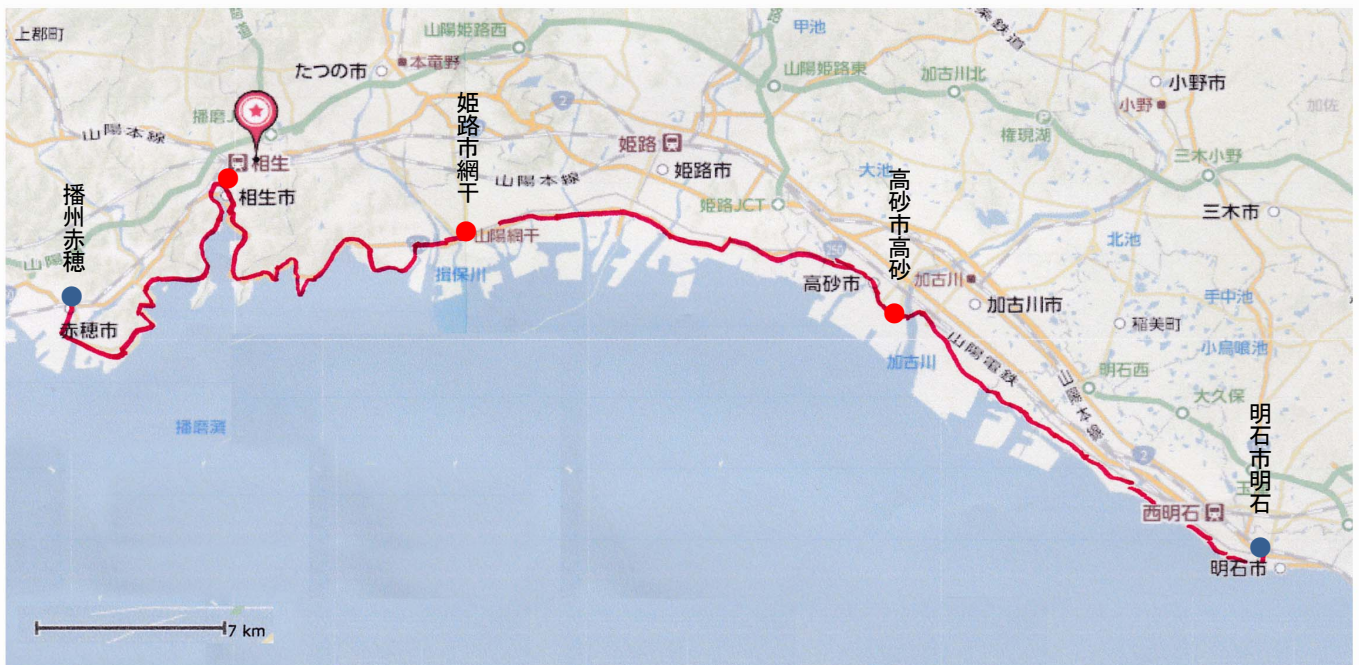 上郡町
山陽姫路西
甲池
たつの市
本竜野
山陽姫路東
加古川北
小野市
小野
加佐
2
権現湖
播磨J
山陽本線
姫路市網干
姫路
姫路市
大池
三木小野
相生
相生市
山陽本線
姫路JCT
高砂市高砂
三木市
播州赤穂
山陽網干
250
北池
揖保川
高砂市
加古川
加古川市
手中池
赤穂市
稲美町
山陽電鉄
加古川
小鳥喰池
明石西
山陽本線
大久保
播磨灘
明石市明石
2
西明石
明石市
7 km